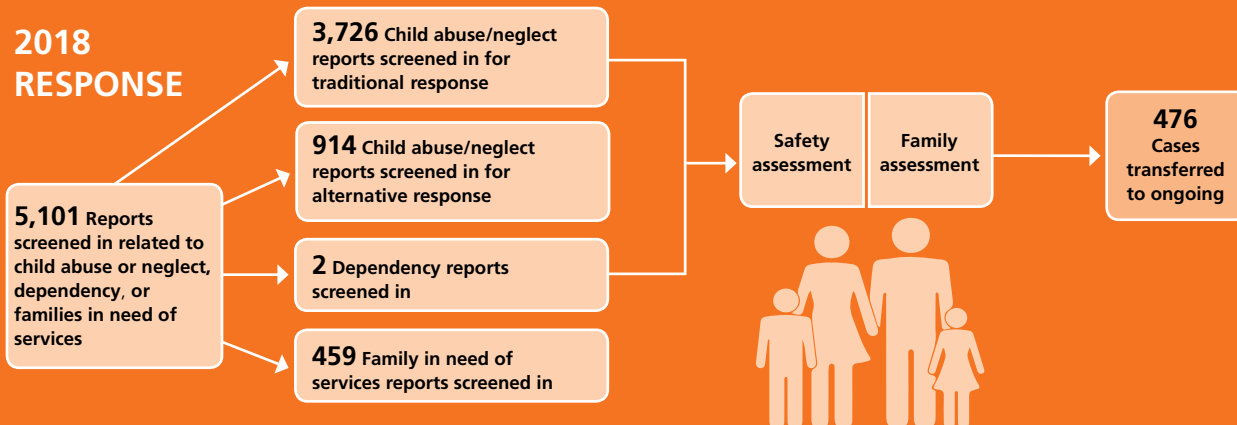 2018
RESPONSE
5,101 Reports
screened in related to
child abuse or neglect,
dependency, or
families in need of
services
3,726 Child abuse/neglect
reports screened in for
traditional response
914 Child abuse/neglect
reports screened in for
alternative response
2 Dependency reports
screened in
459 Family in need of
services reports screened in
Safety
assessment
Family
assessment
476
Cases
transferred
to ongoing